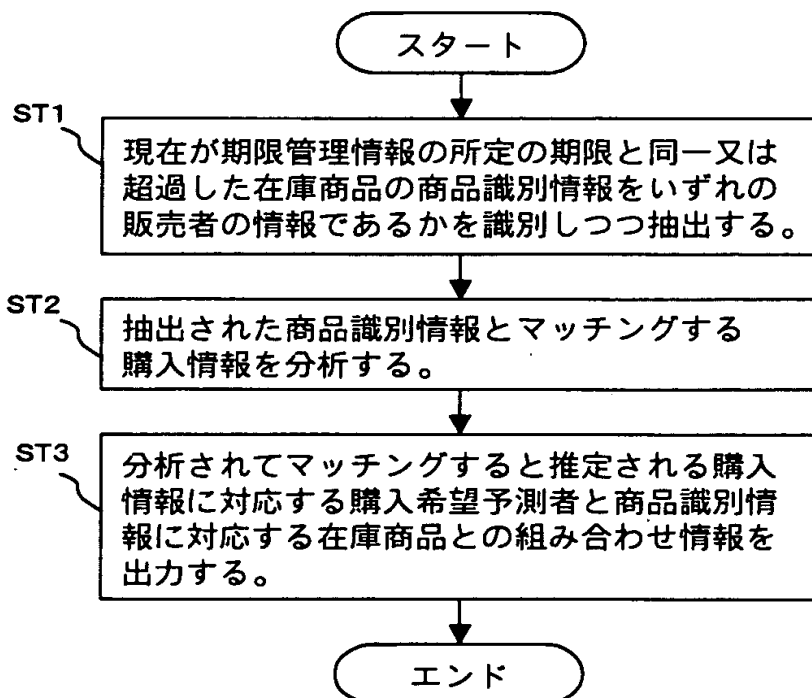 スタート
ST1
現在が期限管理情報の所定の期限と同一又は
超過した在庫商品の商品識別情報をいずれの
販売者の情報であるかを識別しつつ抽出する。
ST2
抽出された商品識別情報とマッチングする
購入情報を分析する。
ST3
分析されてマッチングすると推定される購入
情報に対応する購入希望予測者と商品識別情
報に対応する在庫商品との組み合わせ情報を
出力する。
エンド